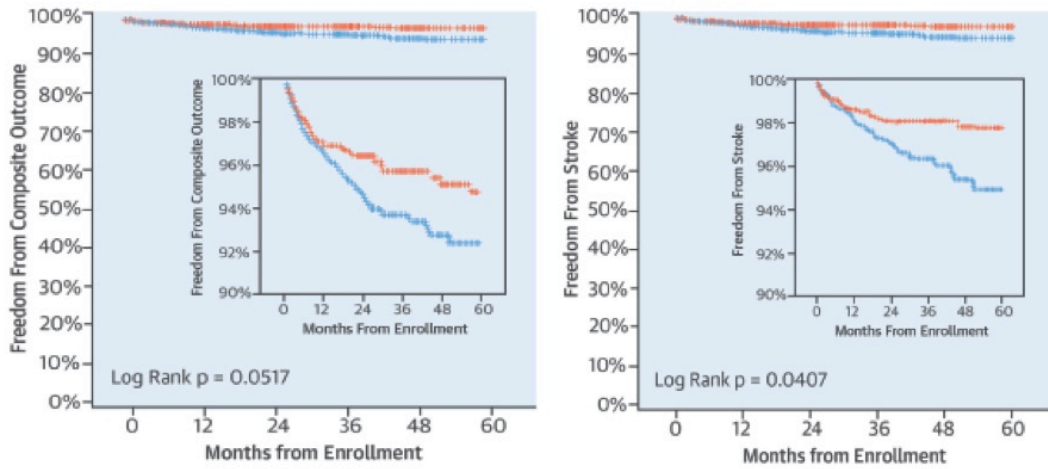 Freedom From Composite Outcome
100%
90%
80%
70%
60%
50%
40%
30%
20%
10%
0%
Freedom From Composite Outcome
100%
98%
96%
94%
92%
90%
0 12 24 36 48 60
Months From Enrollment
Log Rank p = 0.0517
0 12 24 36 48 60
Months from Enrollment
Freedom From Stroke
100%
90%
80%
70%
60%
50%
40%
30%
20%
10%
0%
Freedom From Stroke
100%
98%
96%
94%
92%
90%
0 12 24 36 48 60
Months From Enrollment
Log Rank p = 0.0407
0 12 24 36 48 60
Months from Enrollment